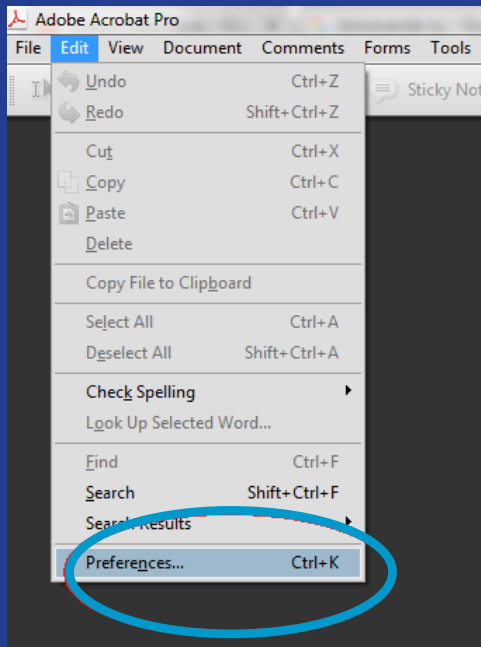 Adobe Acrobat Pro
File Edit View Document Comments Forms Tools
Sticky Not
Undo Ctrl+Z
Redo Shift+Ctrl+Z
Cut Ctrl+X
Copy Ctrl+C
Paste Ctrl+V
Delete
Copy File to Clipboard
Select All Ctrl+A
Deselect All Shift+Ctrl+A
Check Spelling
Look Up Selected Word...
Find Ctrl+F
Search Shift+Ctrl+F
Search Results
Preferences... Ctrl+K